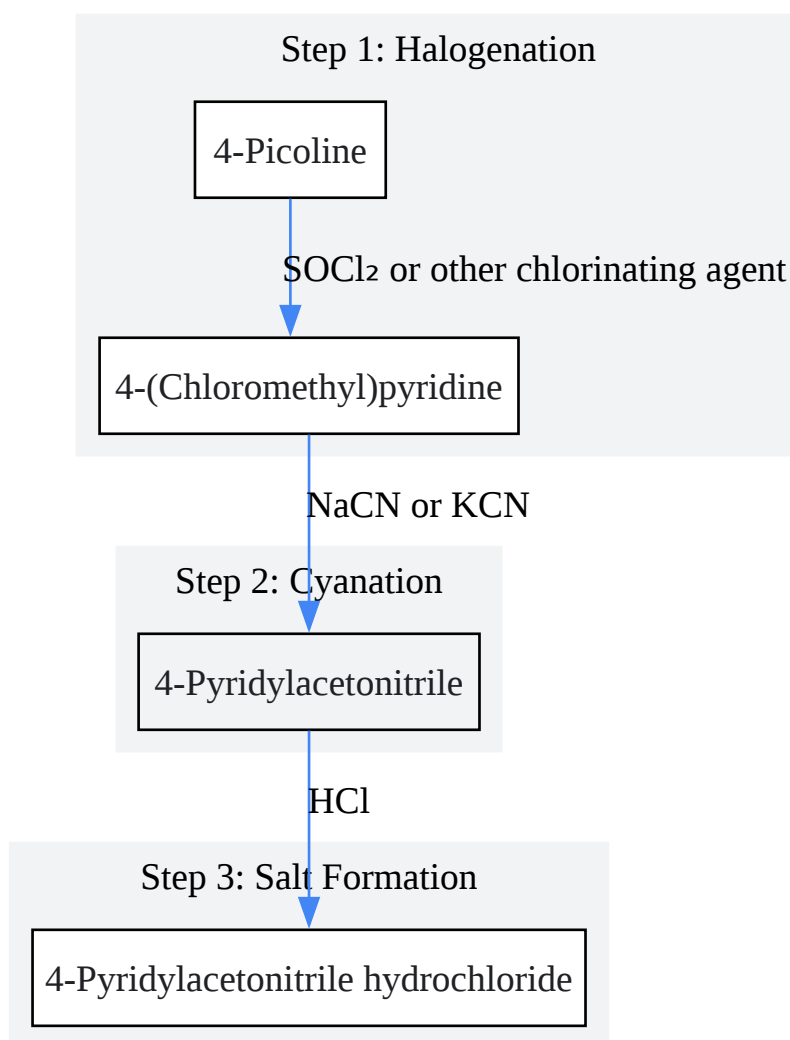 Step 1: Halogenation
4-Picoline
SOCl₂ or other chlorinating agent
4-(Chloromethyl)pyridine
NaCN or KCN
Step 2: Cyanation
4-Pyridylacetonitrile
HCl
Step 3: Salt Formation
4-Pyridylacetonitrile hydrochloride